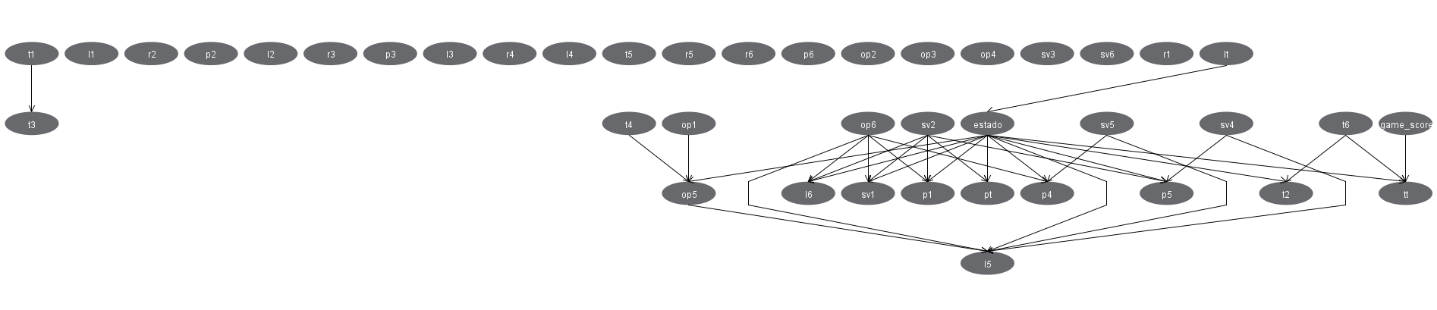 t1 l1 r2 p2 l2 r3 p3 l3 r4 l4 t5 r5 r6 p6 op2 op3 op4 sv3 sv6 r1 lt
t3 t4 op1 op6 sv2 estado sv5 sv4 t6 game_score
op5 l6 sv1 p1 pt p4 p5 t2 tt
l5